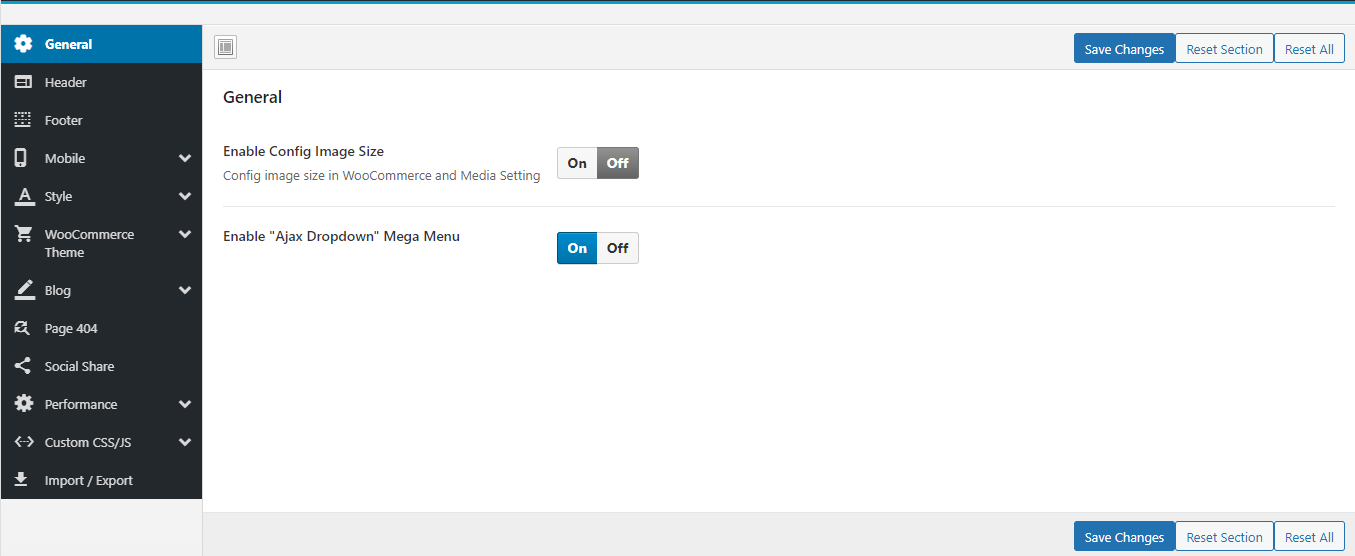 General
Header
Footer
Mobile
Style
WooCommerce
Theme
Blog
Page 404
Social Share
Performance
Custom CSS/JS
Import / Export
Save Changes Reset Section Reset All
General
Enable Config Image Size
Config image size in WooCommerce and Media Setting
On Off
Enable "Ajax Dropdown" Mega Menu
On Off
Save Changes Reset Section Reset All